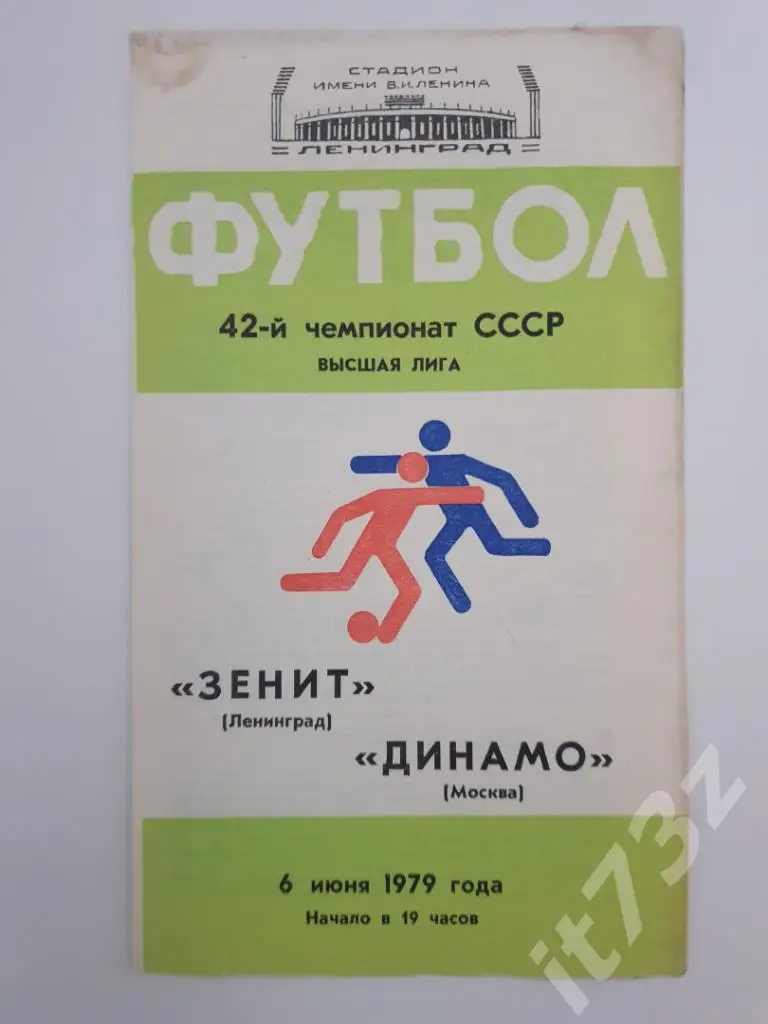 СТАДИОН
ИМЕНИ В.И.ЛЕНИНА
ЛЕНИНГРАД
ФУТБОЛ
42-й чемпионат СССР
ВЫСШАЯ ЛИГА
«ЗЕНИТ»
(Ленинград)
«ДИНАМО»
(Москва)
6 июня 1979 года
Начало в 19 часов
it73z